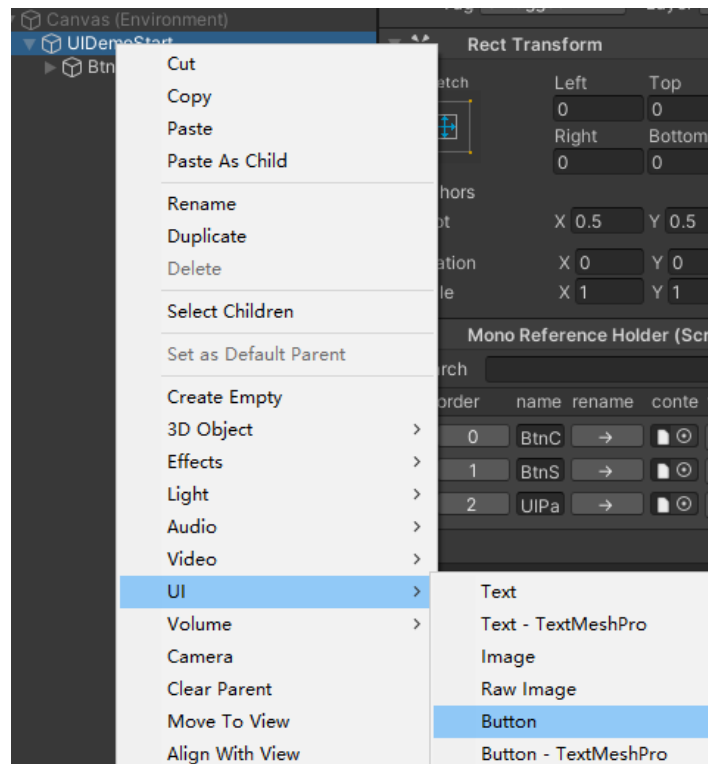 Canvas (Environment)
UIDemoStart
Btn
Cut
Copy
Paste
Paste As Child
Rename
Duplicate
Delete
Select Children
Set as Default Parent
Create Empty
3D Object
Effects
Light
Audio
Video
UI
Volume
Camera
Clear Parent
Move To View
Align With View
Rect Transform
Left Top
0 0
Right Bottom
0 0
X 0.5 Y 0.5
X 0 Y 0
X 1 Y 1
Mono Reference Holder (Scr
order name rename conte
0 BtnC →
1 BtnS →
2 UIPa →
Text
Text - TextMeshPro
Image
Raw Image
Button
Button - TextMeshPro